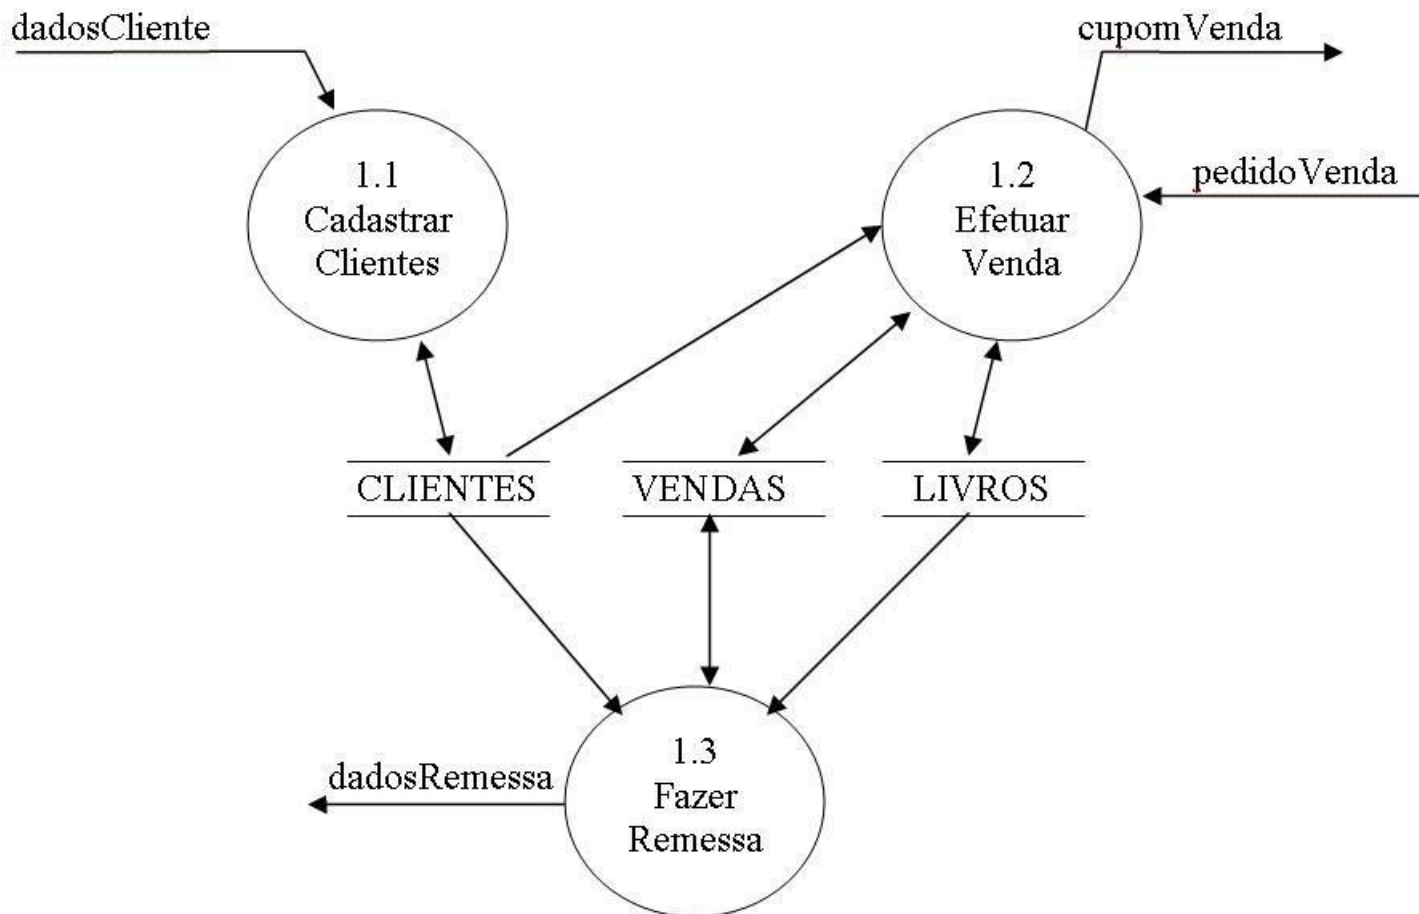 dadosCliente
cupomVenda
1.1
Cadastrar
Clientes
1.2
Efetuar
Venda
pedidoVenda
CLIENTES
VENDAS
LIVROS
dadosRemessa
1.3
Fazer
Remessa